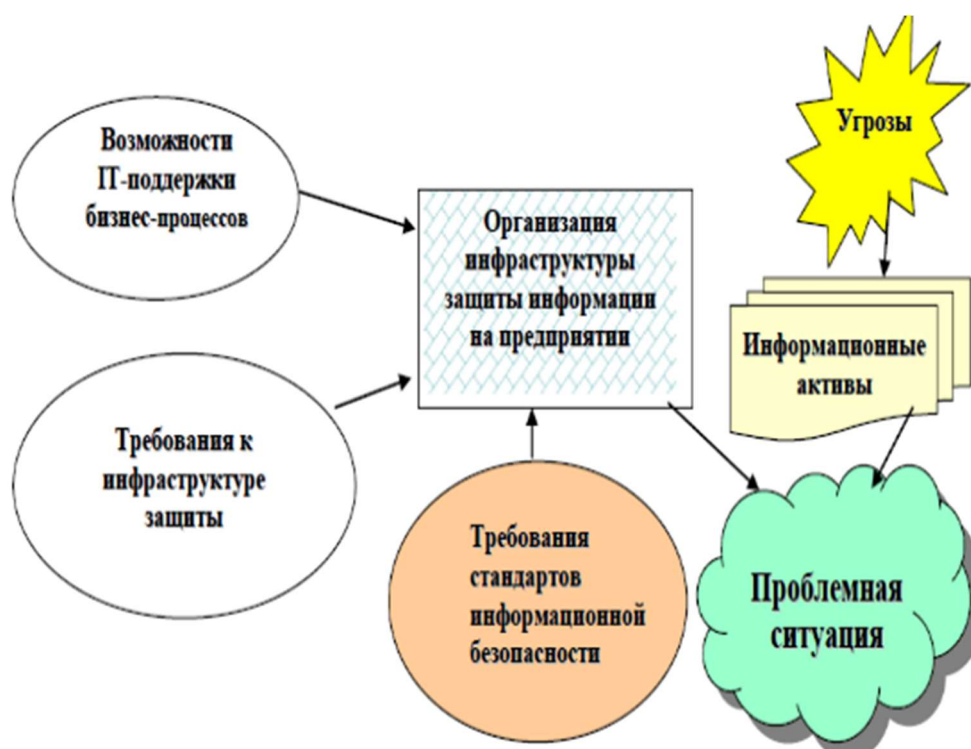 Возможности
IT-поддержки
бизнес-процессов
Организация
инфраструктуры
защиты информации
на предприятии
Угрозы
Информационные
активы
Требования к
инфраструктуре
защиты
Требования
стандартов
информационной
безопасности
Проблемная
ситуация